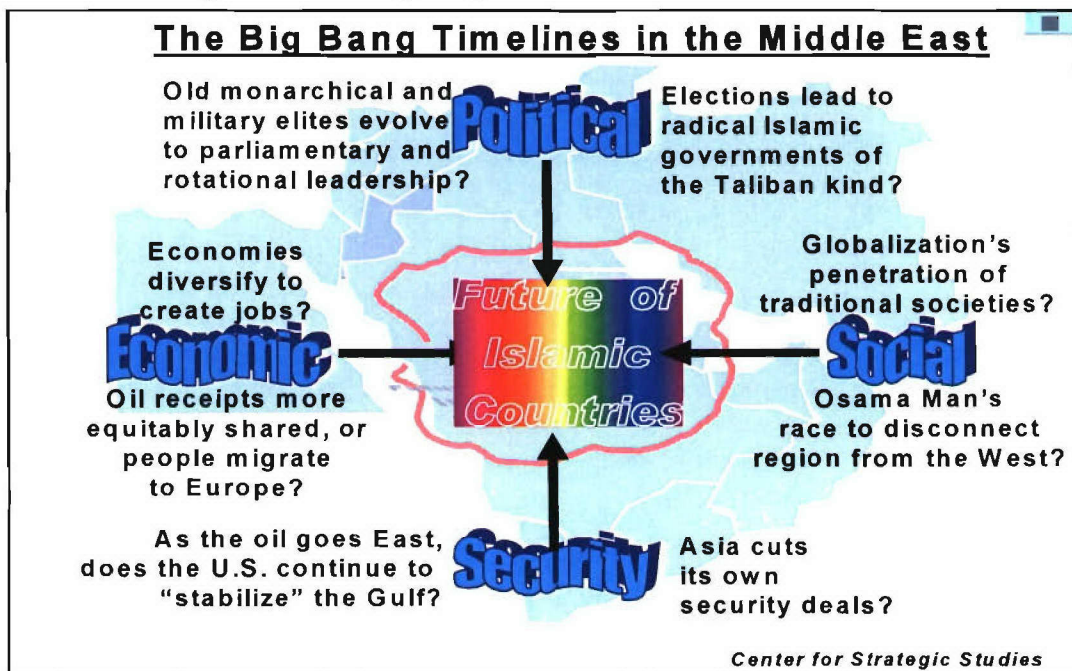 The Big Bang Timelines in the Middle East
Old monarchical and
military elites evolve
to parliamentary and
rotational leadership?
Political
Elections lead to
radical Islamic
governments of
the Taliban kind?
Economies
diversify to
create jobs?
Economic
Oil receipts more
equitably shared, or
people migrate
to Europe?
Future of
Islamic
Countries
Globalization's
penetration of
traditional societies?
Social
Osama Man's
race to disconnect
region from the West?
As the oil goes East,
does the U.S. continue to
"stabilize" the Gulf?
Security
Asia cuts
its own
security deals?
Center for Strategic Studies